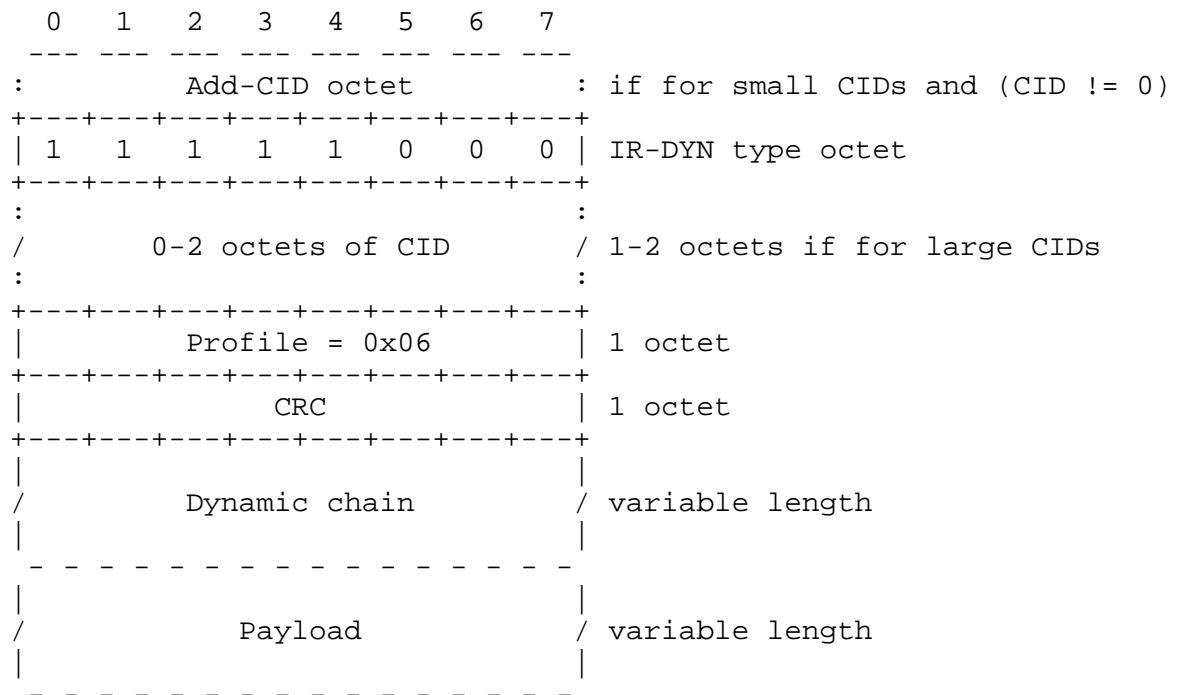 0   1   2   3   4   5   6   7
 --- --- --- --- --- --- --- ---
:         Add-CID octet         : if for small CIDs and (CID != 0)
+---+---+---+---+---+---+---+---+
| 1   1   1   1   1   0   0   0 | IR-DYN type octet
+---+---+---+---+---+---+---+---+
:                               :
/       0-2 octets of CID       / 1-2 octets if for large CIDs
:                               :
+---+---+---+---+---+---+---+---+
|         Profile = 0x06        | 1 octet
+---+---+---+---+---+---+---+---+
|              CRC              | 1 octet
+---+---+---+---+---+---+---+---+
|                               |
/         Dynamic chain         / variable length
|                               |
 - - - - - - - - - - - - - - - -
|                               |
/            Payload            / variable length
|                               |
 - - - - - - - - - - - - - - - -